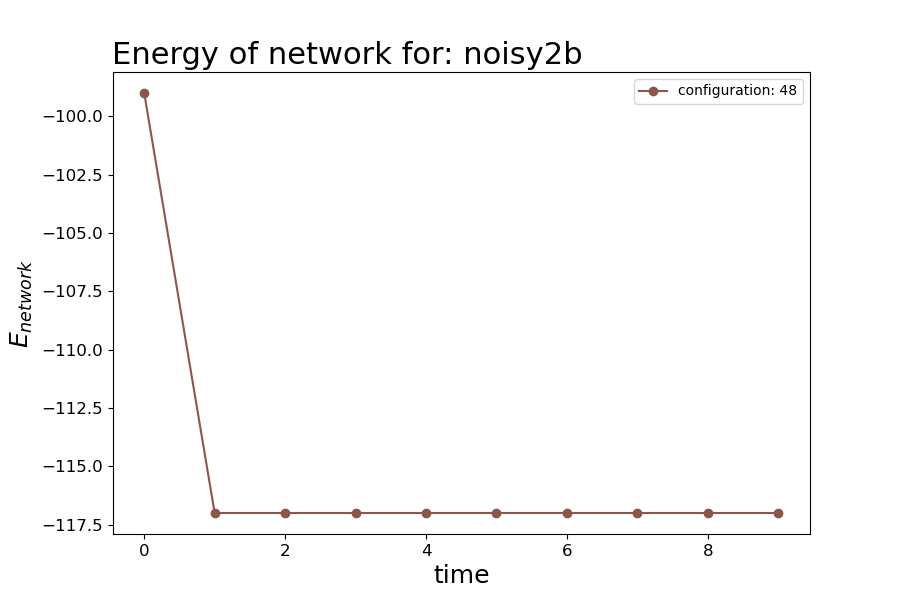 Energy of network for: noisy2b
configuration: 48
−100.0
−102.5
−105.0
−107.5
−110.0
−112.5
−115.0
−117.5
E_network
0 2 4 6 8
time